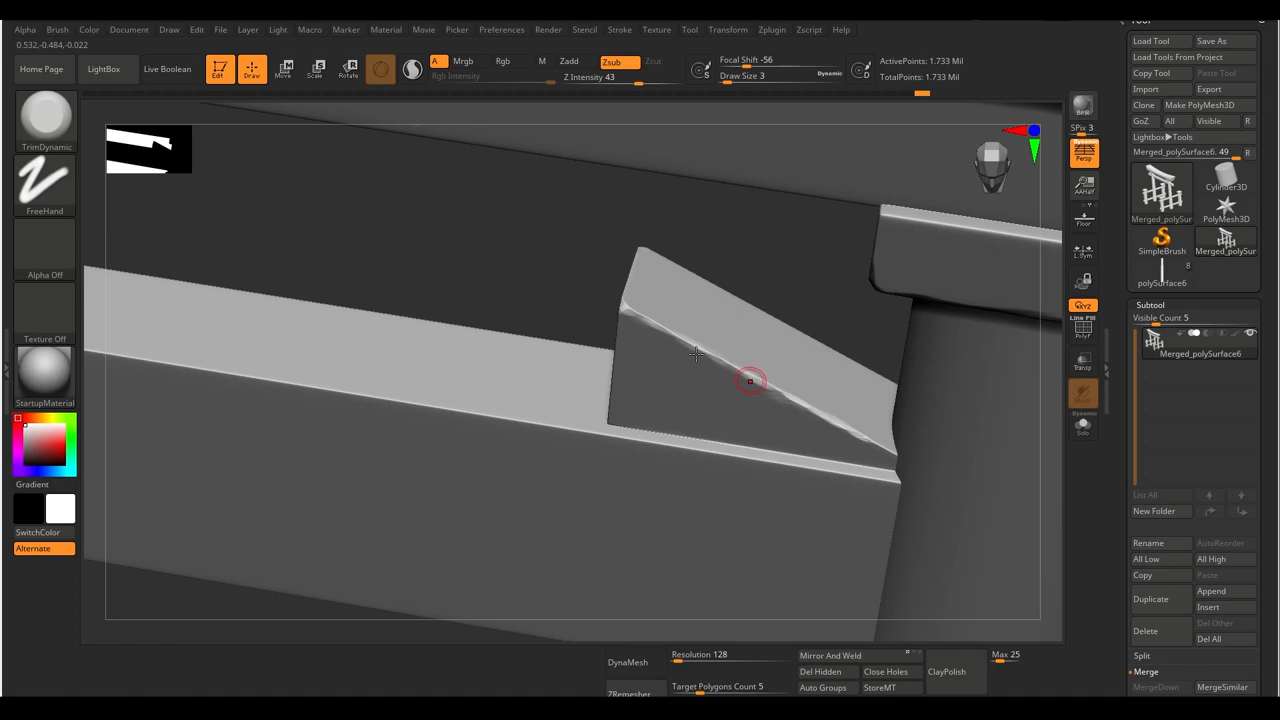 Alpha Brush Color Document Draw Edit File Layer Light Macro Marker Material Movie Picker Preferences Render Stencil Stroke Texture Tool Transform Zplugin Zscript Help
0.532,-0.484,-0.022
Home Page LightBox Live Boolean Edit Draw Move Scale Rotate
A Mrgb Rgb M Zadd Zsub Zcut
Rgb Intensity Z Intensity 43
S Focal Shift -56
Draw Size 3 Dynamic D
ActivePoints: 1.733 Mil
TotalPoints: 1.733 Mil
TrimDynamic
FreeHand
Alpha Off
Texture Off
StartupMaterial
Gradient
SwitchColor
Alternate
BPR
SPix 3
Dynamic
Persp
AAHalf
Floor
L.Sym
XYZ
Line Fill
PolyF
Transp
Dynamic
Solo
Tool
Load Tool Save As
Load Tools From Project
Copy Tool Paste Tool
Import Export
Clone Make PolyMesh3D
GoZ All Visible R
Lightbox▶Tools
Merged_polySurface6. 49 R
Merged_polySur
Cylinder3D
PolyMesh3D
SimpleBrush
Merged_polySur
8
polySurface6
Subtool
Visible Count 5
Merged_polySurface6
List All
New Folder
Rename AutoReorder
All Low All High
Copy Paste
Duplicate Append
Insert
Delete Del Other
Del All
Split
Merge
MergeDown MergeSimilar
DynaMesh Resolution 128
ZRemesher Target Polygons Count 5
Mirror And Weld
Del Hidden Close Holes
Auto Groups StoreMT
ClayPolish
Max 25